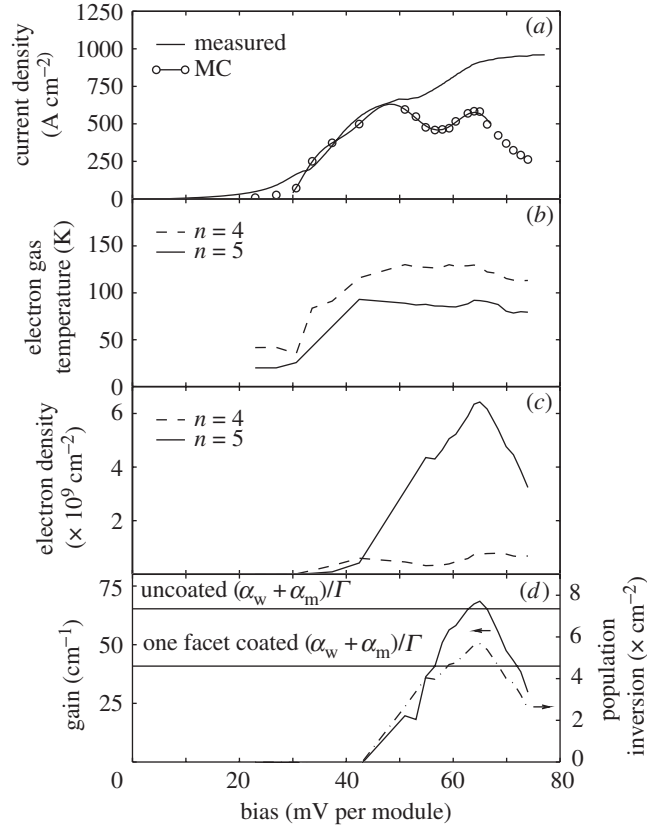 (a)
1250
1000
750
500
250
0
current density
(A cm−2)
measured
MC
(b)
150
100
50
0
electron gas
temperature (K)
n = 4
n = 5
(c)
6
4
2
electron density
(× 10⁹ cm−2)
n = 4
n = 5
(d)
75
50
25
gain (cm−1)
uncoated (αw + αm)/Γ
one facet coated (αw + αm)/Γ
8
6
4
2
0
population
inversion (× cm−2)
0 20 40 60 80
bias (mV per module)